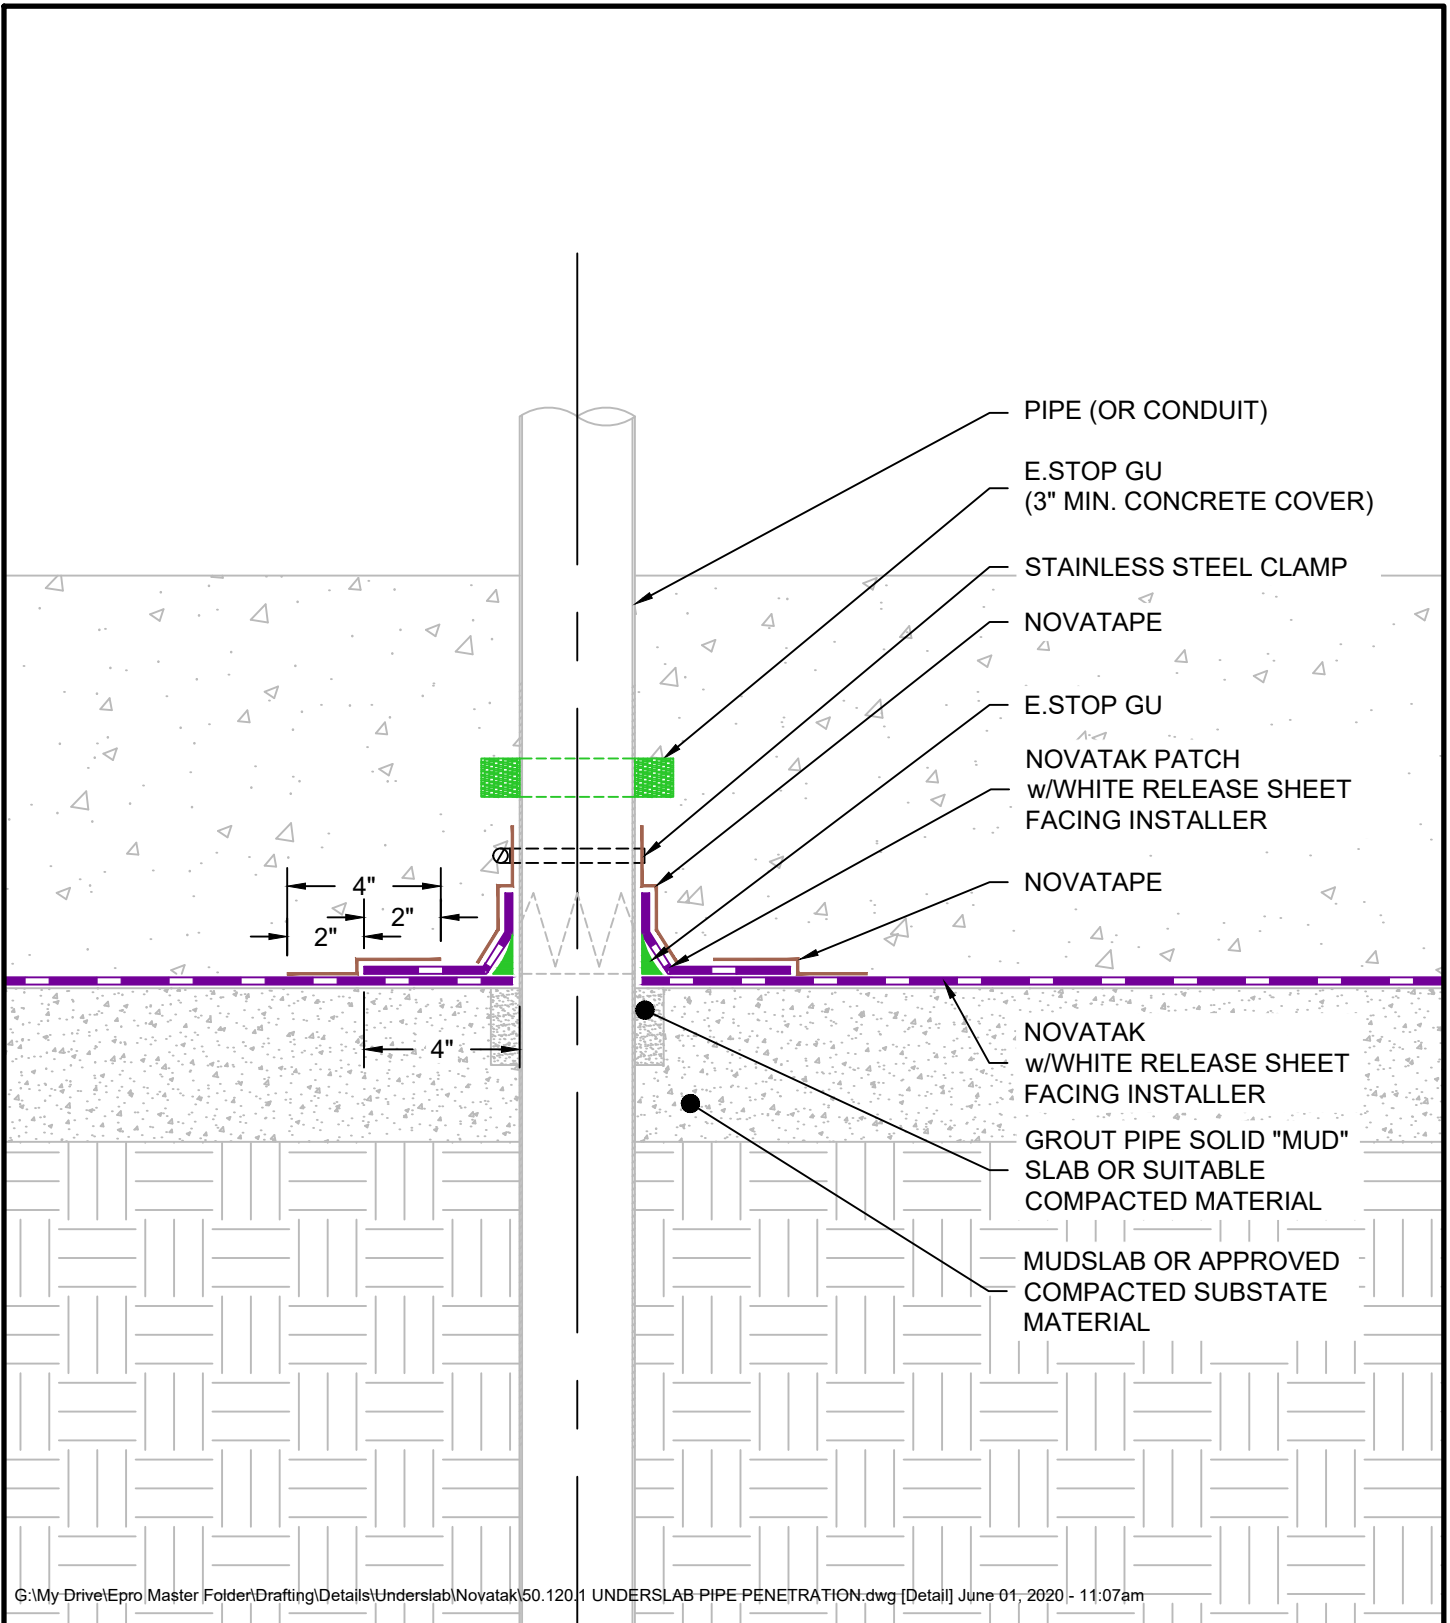 PIPE (OR CONDUIT)
E.STOP GU
(3" MIN. CONCRETE COVER)
STAINLESS STEEL CLAMP
NOVATAPE
E.STOP GU
NOVATAK PATCH
w/WHITE RELEASE SHEET
FACING INSTALLER
NOVATAPE
4"
2"
2"
4"
NOVATAK
w/WHITE RELEASE SHEET
FACING INSTALLER
GROUT PIPE SOLID "MUD"
SLAB OR SUITABLE
COMPACTED MATERIAL
MUDSLAB OR APPROVED
COMPACTED SUBSTATE
MATERIAL
G:\My Drive\Epro Master Folder\Drafting\Details\Underslab\Novatak\50.120.1 UNDERSLAB PIPE PENETRATION.dwg [Detail] June 01, 2020 - 11:07am